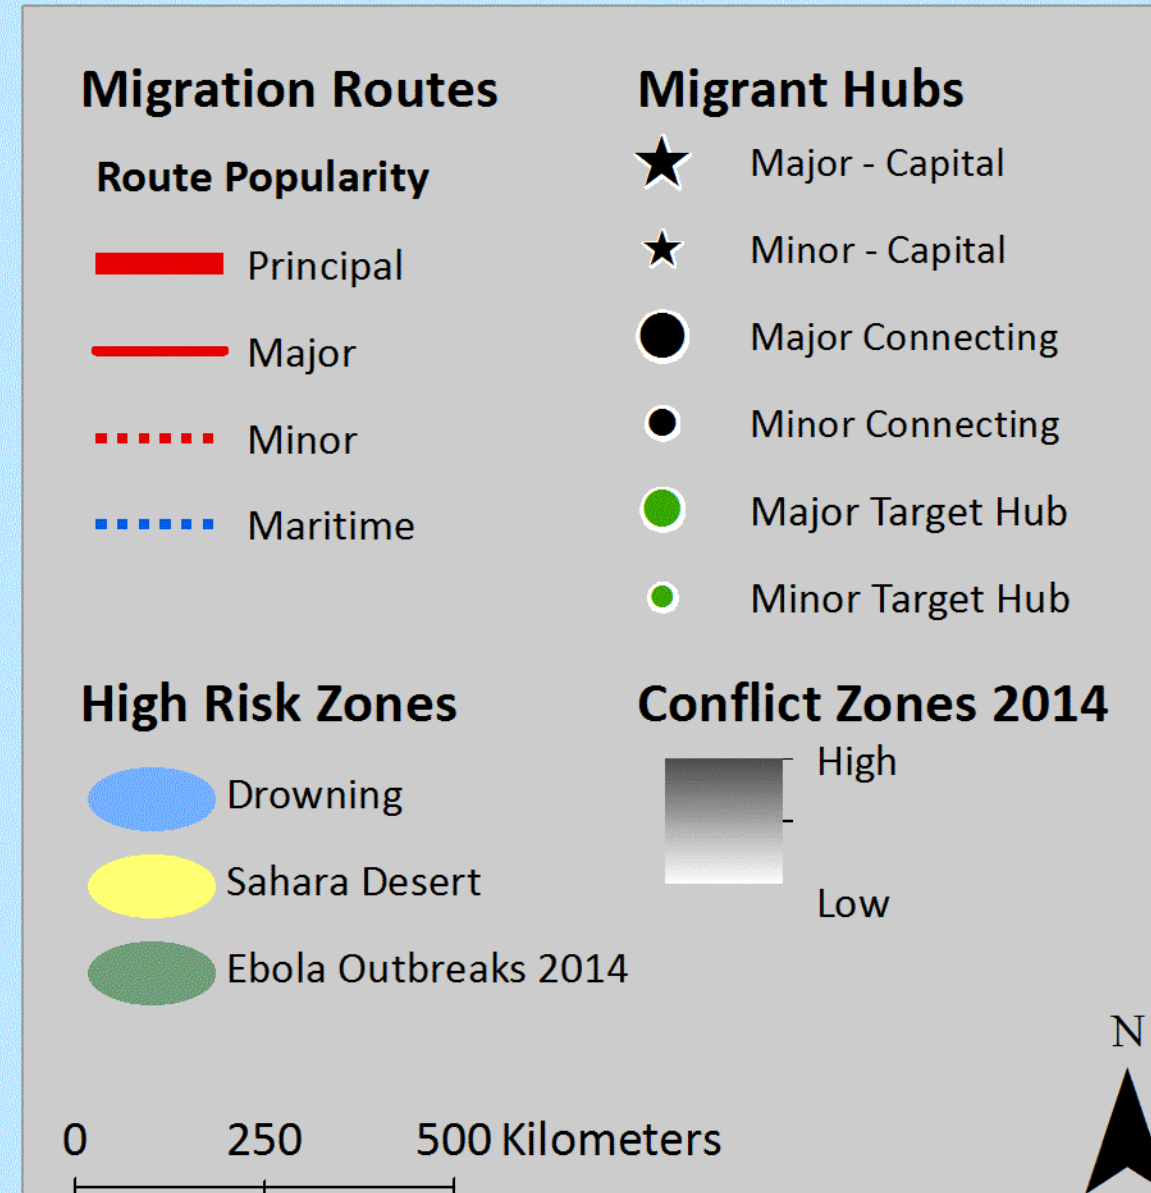 Migration Routes
Route Popularity
Principal
Major
Minor
Maritime
Migrant Hubs
Major - Capital
Minor - Capital
Major Connecting
Minor Connecting
Major Target Hub
Minor Target Hub
High Risk Zones
Drowning
Sahara Desert
Ebola Outbreaks 2014
Conflict Zones 2014
High
Low
N
0 250 500 Kilometers